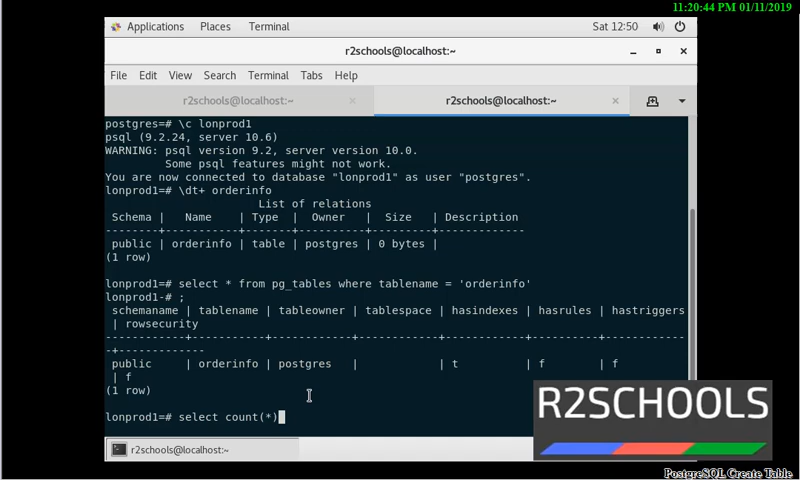 11:20:44 PM 01/11/2019
Applications Places Terminal Sat 12:50
r2schools@localhost:~
File Edit View Search Terminal Tabs Help
r2schools@localhost:~ × r2schools@localhost:~ ×
postgres=# \c lonprod1
psql (9.2.24, server 10.6)
WARNING: psql version 9.2, server version 10.0.
         Some psql features might not work.
You are now connected to database "lonprod1" as user "postgres".
lonprod1=# \dt+ orderinfo
                       List of relations
 Schema |   Name    | Type  |  Owner   |  Size   | Description
--------+-----------+-------+----------+---------+-------------
 public | orderinfo | table | postgres | 0 bytes |
(1 row)
lonprod1=# select * from pg_tables where tablename = 'orderinfo'
lonprod1-# ;
 schemaname | tablename | tableowner | tablespace | hasindexes | hasrules | hastriggers
 | rowsecurity
------------+-----------+------------+------------+------------+----------+------------
-+-------------
 public     | orderinfo | postgres   |            | t          | f        | f
 | f
(1 row)
lonprod1=# select count(*)
R2SCHOOLS
r2schools@localhost:~
PostgreSQL Create Table